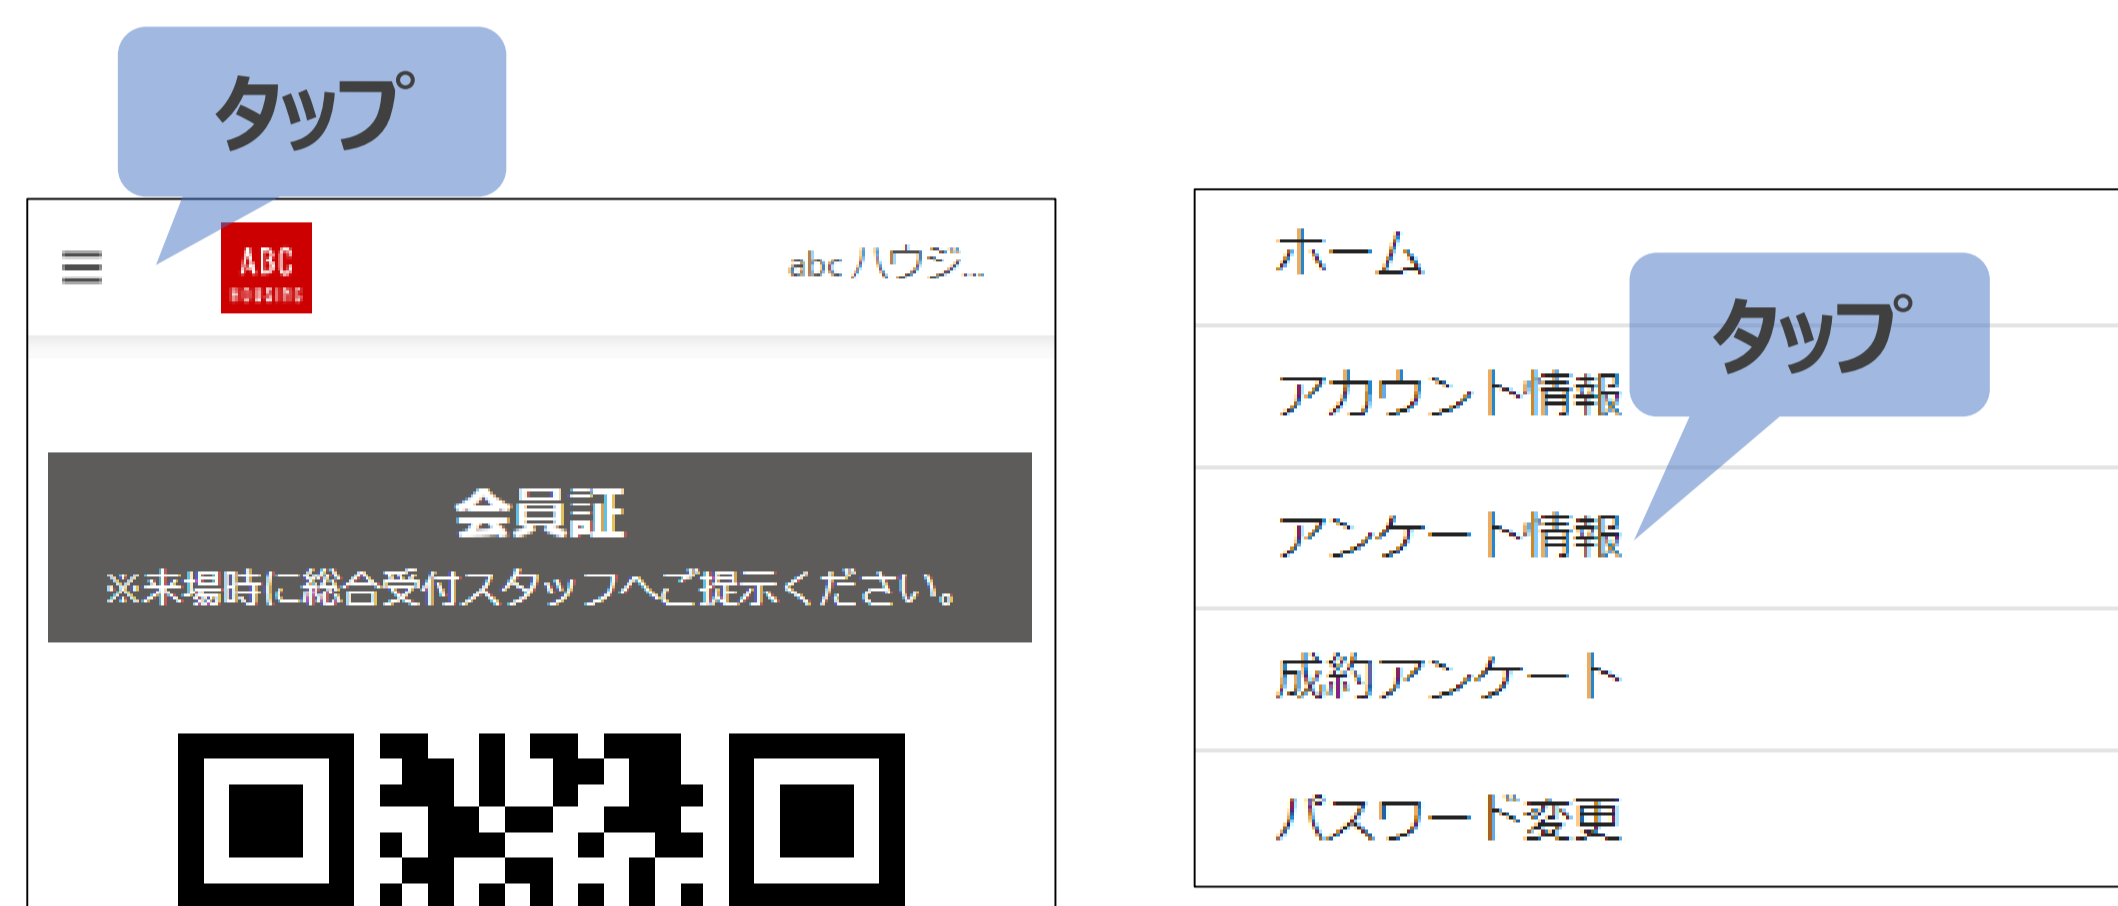 タップ
ABC
HOUSING
abc ハウジ...
会員証
※来場時に総合受付スタッフへご提示ください。
ホーム
タップ
アカウント情報
アンケート情報
成約アンケート
パスワード変更